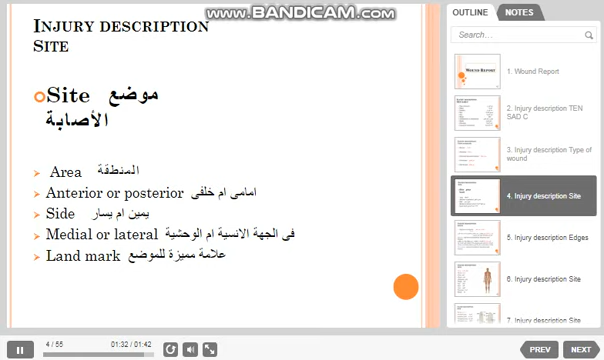 www.BANDICAM.com
INJURY DESCRIPTION
SITE
Site موضع
الأصابة
Area المنطقة
Anterior or posterior امامى ام خلفى
Side يمين ام يسار
Medial or lateral فى الجهة الانسية ام الوحشية
Land mark علامة مميزة للموضع
OUTLINE NOTES
Search...
WOUND REPORT
1. Wound Report
2. Injury description TEN
SAD C
3. Injury description Type of
wound
4. Injury description Site
5. Injury description Edges
6. Injury description Site
7. Injury description Site
4 / 55 01:32 / 01:42
PREV NEXT